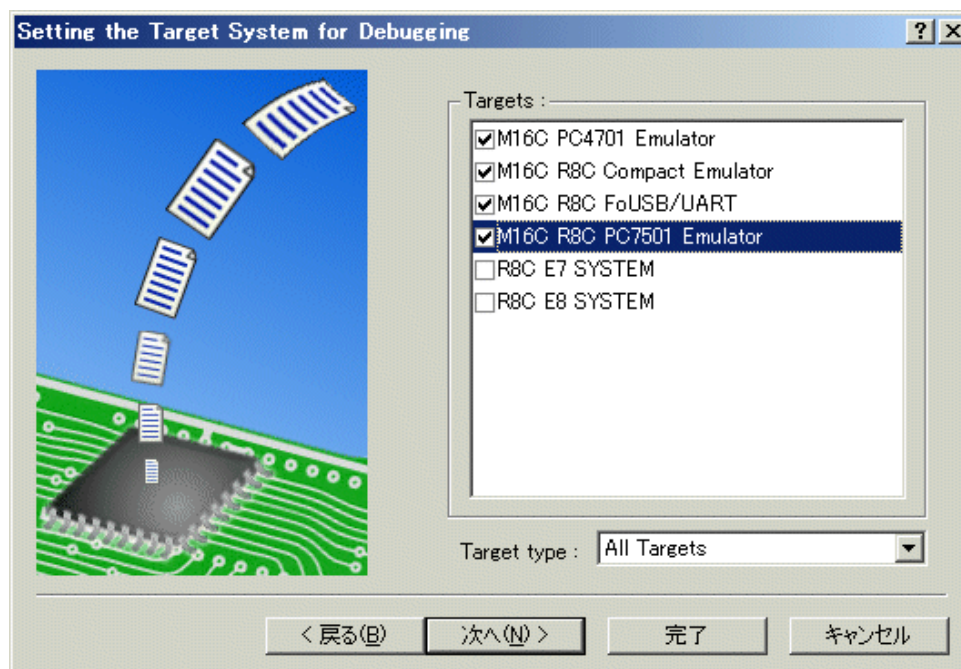 Setting the Target System for Debugging
Targets :
M16C PC4701 Emulator
M16C R8C Compact Emulator
M16C R8C FoUSB/UART
M16C R8C PC7501 Emulator
R8C E7 SYSTEM
R8C E8 SYSTEM
Target type : All Targets
< 戻る(B) 次へ(N) > 完了 キャンセル